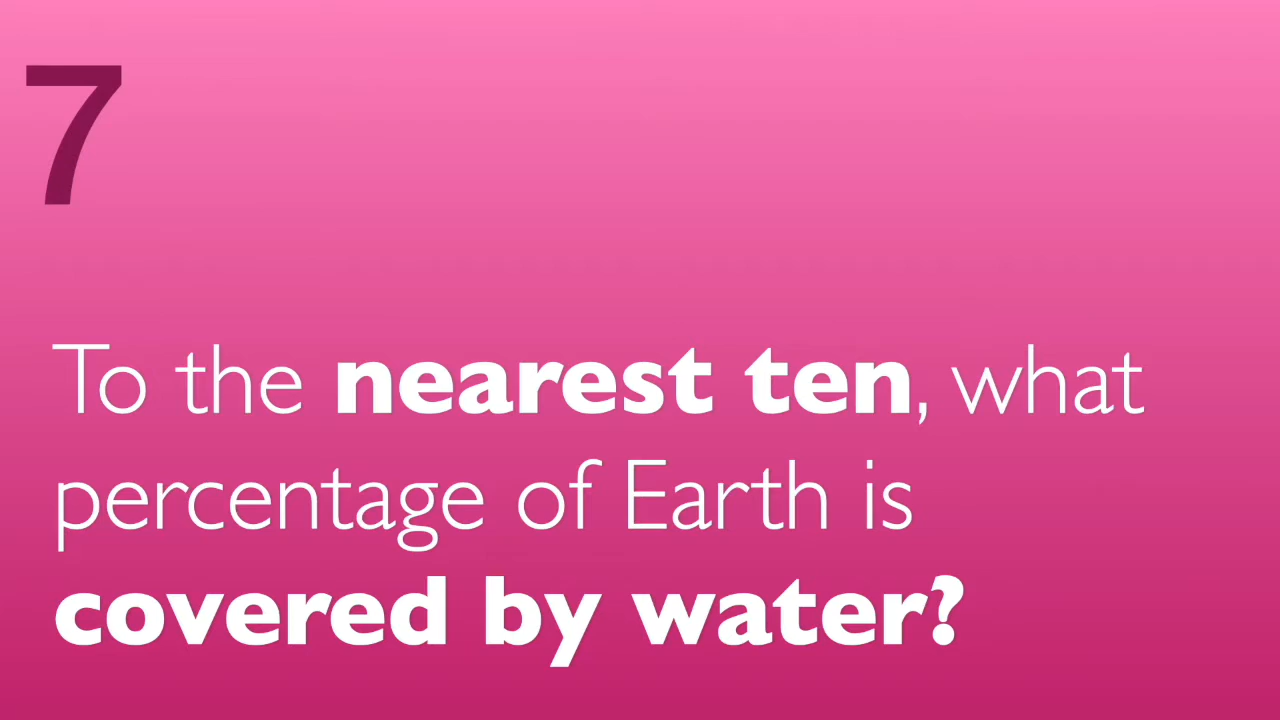 7
To the nearest ten, what
percentage of Earth is
covered by water?